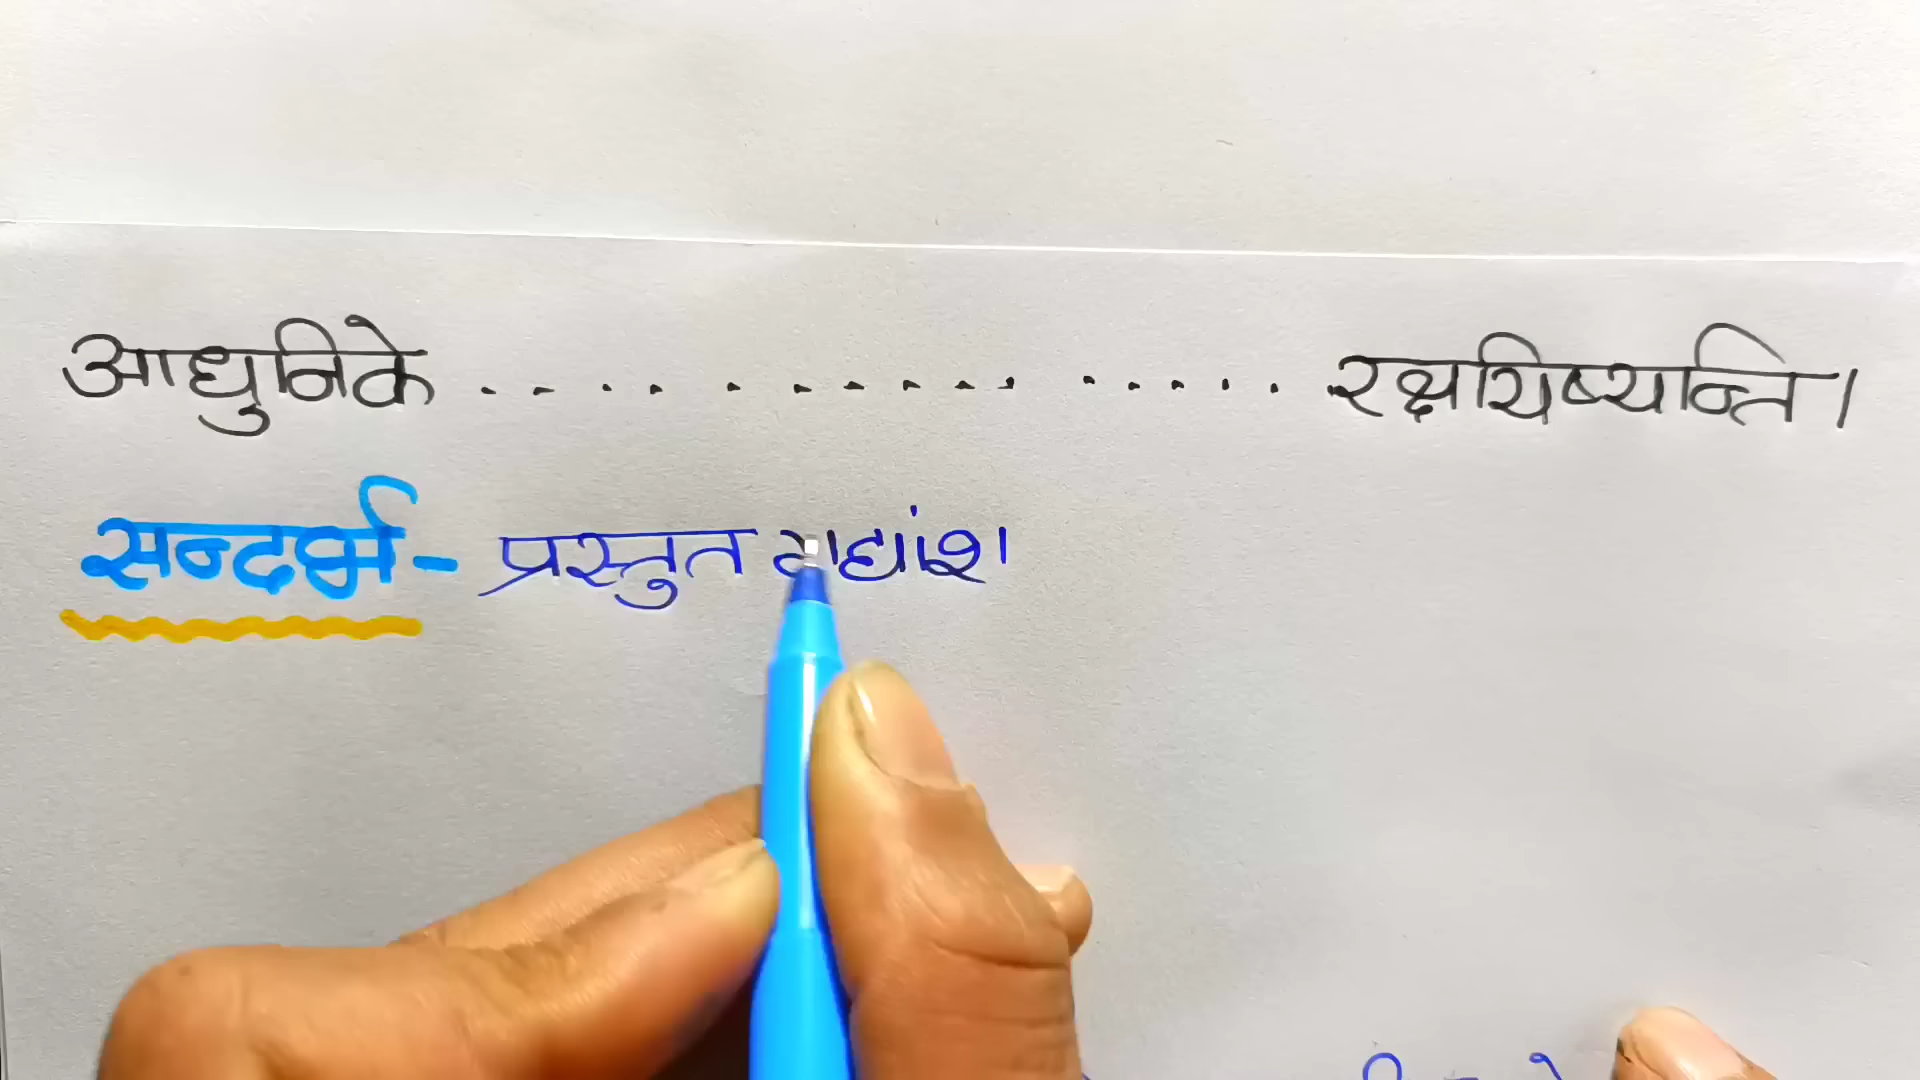 आधुनिके . . . . . . . . . . . . . . . रक्षयिष्यन्ति।
सन्दर्भ- प्रस्तुत गद्यांश